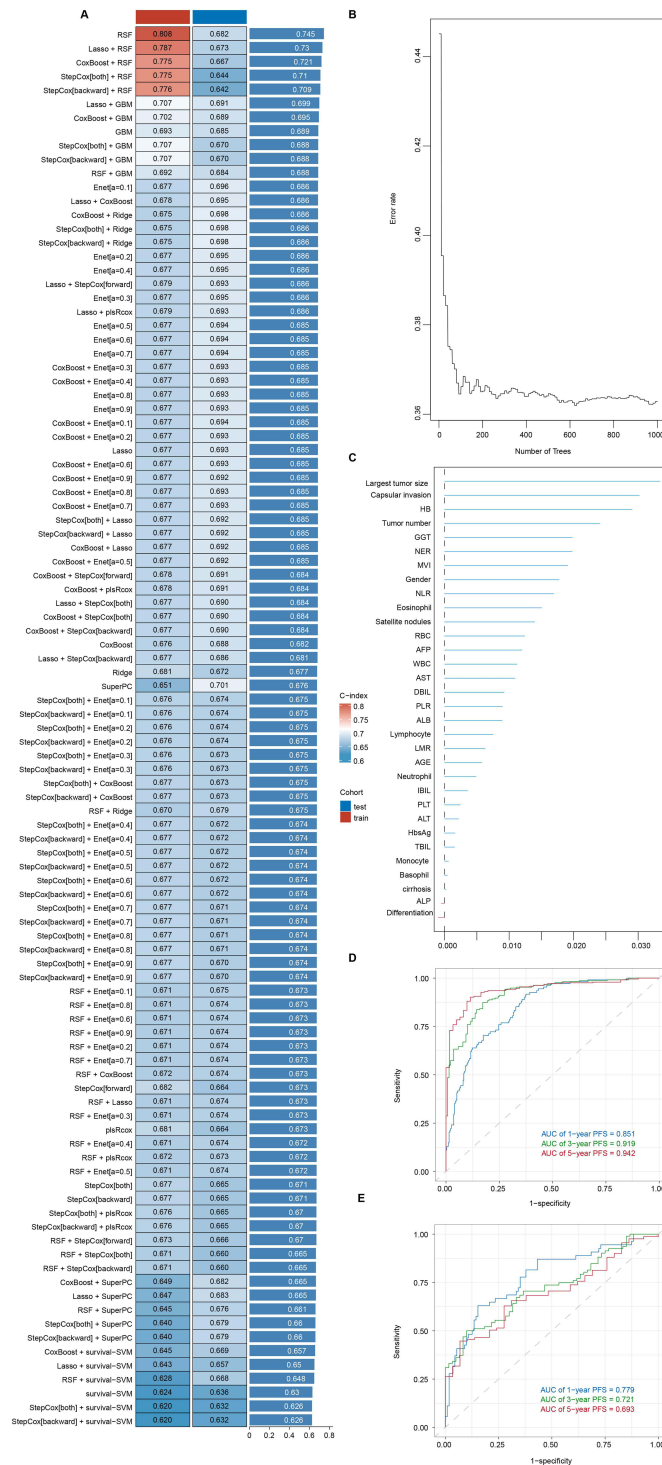 A
RSF 0.808 0.682 0.745
Lasso + RSF 0.787 0.673 0.73
CoxBoost + RSF 0.775 0.667 0.721
StepCox[both] + RSF 0.775 0.644 0.71
StepCox[backward] + RSF 0.776 0.642 0.709
Lasso + GBM 0.707 0.691 0.699
CoxBoost + GBM 0.702 0.689 0.695
GBM 0.693 0.685 0.689
StepCox[both] + GBM 0.707 0.670 0.688
StepCox[backward] + GBM 0.707 0.670 0.688
RSF + GBM 0.692 0.684 0.688
Enet[a=0.1] 0.677 0.696 0.686
Lasso + CoxBoost 0.678 0.695 0.686
CoxBoost + Ridge 0.675 0.698 0.686
StepCox[both] + Ridge 0.675 0.698 0.686
StepCox[backward] + Ridge 0.675 0.698 0.686
Enet[a=0.2] 0.677 0.695 0.686
Enet[a=0.4] 0.677 0.695 0.686
Lasso + StepCox[forward] 0.679 0.693 0.686
Enet[a=0.3] 0.677 0.695 0.686
Lasso + plsRcox 0.679 0.693 0.686
Enet[a=0.5] 0.677 0.694 0.685
Enet[a=0.6] 0.677 0.694 0.685
Enet[a=0.7] 0.677 0.694 0.685
CoxBoost + Enet[a=0.3] 0.677 0.693 0.685
CoxBoost + Enet[a=0.4] 0.677 0.693 0.685
Enet[a=0.8] 0.677 0.693 0.685
Enet[a=0.9] 0.677 0.693 0.685
CoxBoost + Enet[a=0.1] 0.677 0.694 0.685
CoxBoost + Enet[a=0.2] 0.677 0.693 0.685
Lasso 0.677 0.693 0.685
CoxBoost + Enet[a=0.6] 0.677 0.693 0.685
CoxBoost + Enet[a=0.9] 0.677 0.692 0.685
CoxBoost + Enet[a=0.8] 0.677 0.693 0.685
CoxBoost + Enet[a=0.7] 0.677 0.693 0.685
StepCox[both] + Lasso 0.677 0.692 0.685
StepCox[backward] + Lasso 0.677 0.692 0.685
CoxBoost + Lasso 0.677 0.692 0.685
CoxBoost + Enet[a=0.5] 0.677 0.692 0.685
CoxBoost + StepCox[forward] 0.678 0.691 0.684
CoxBoost + plsRcox 0.678 0.691 0.684
Lasso + StepCox[both] 0.677 0.690 0.684
CoxBoost + StepCox[both] 0.677 0.690 0.684
CoxBoost + StepCox[backward] 0.677 0.690 0.684
CoxBoost 0.676 0.688 0.682
Lasso + StepCox[backward] 0.677 0.686 0.681
Ridge 0.681 0.672 0.677
SuperPC 0.651 0.701 0.676
StepCox[both] + Enet[a=0.1] 0.676 0.674 0.675
StepCox[backward] + Enet[a=0.1] 0.676 0.674 0.675
StepCox[both] + Enet[a=0.2] 0.676 0.674 0.675
StepCox[backward] + Enet[a=0.2] 0.676 0.674 0.675
StepCox[both] + Enet[a=0.3] 0.676 0.673 0.675
StepCox[backward] + Enet[a=0.3] 0.676 0.673 0.675
StepCox[both] + CoxBoost 0.677 0.673 0.675
StepCox[backward] + CoxBoost 0.677 0.673 0.675
RSF + Ridge 0.670 0.679 0.675
StepCox[both] + Enet[a=0.4] 0.677 0.672 0.674
StepCox[backward] + Enet[a=0.4] 0.677 0.672 0.674
StepCox[both] + Enet[a=0.5] 0.677 0.672 0.674
StepCox[backward] + Enet[a=0.5] 0.677 0.672 0.674
StepCox[both] + Enet[a=0.6] 0.677 0.672 0.674
StepCox[backward] + Enet[a=0.6] 0.677 0.672 0.674
StepCox[both] + Enet[a=0.7] 0.677 0.671 0.674
StepCox[backward] + Enet[a=0.7] 0.677 0.671 0.674
StepCox[both] + Enet[a=0.8] 0.677 0.671 0.674
StepCox[backward] + Enet[a=0.8] 0.677 0.671 0.674
StepCox[both] + Enet[a=0.9] 0.677 0.670 0.674
StepCox[backward] + Enet[a=0.9] 0.677 0.670 0.674
RSF + Enet[a=0.1] 0.671 0.675 0.673
RSF + Enet[a=0.8] 0.671 0.674 0.673
RSF + Enet[a=0.6] 0.671 0.674 0.673
RSF + Enet[a=0.9] 0.671 0.674 0.673
RSF + Enet[a=0.2] 0.671 0.674 0.673
RSF + Enet[a=0.7] 0.671 0.674 0.673
RSF + CoxBoost 0.672 0.674 0.673
StepCox[forward] 0.682 0.664 0.673
RSF + Lasso 0.671 0.674 0.673
RSF + Enet[a=0.3] 0.671 0.674 0.673
plsRcox 0.681 0.664 0.673
RSF + Enet[a=0.4] 0.671 0.674 0.672
RSF + plsRcox 0.672 0.673 0.672
RSF + Enet[a=0.5] 0.671 0.674 0.672
StepCox[both] 0.677 0.665 0.671
StepCox[backward] 0.677 0.665 0.671
StepCox[both] + plsRcox 0.676 0.665 0.67
StepCox[backward] + plsRcox 0.676 0.665 0.67
RSF + StepCox[forward] 0.673 0.666 0.67
RSF + StepCox[both] 0.671 0.660 0.665
RSF + StepCox[backward] 0.671 0.660 0.665
CoxBoost + SuperPC 0.649 0.682 0.665
Lasso + SuperPC 0.647 0.683 0.665
RSF + SuperPC 0.645 0.676 0.661
StepCox[both] + SuperPC 0.640 0.679 0.66
StepCox[backward] + SuperPC 0.640 0.679 0.66
CoxBoost + survival-SVM 0.645 0.669 0.657
Lasso + survival-SVM 0.643 0.657 0.65
RSF + survival-SVM 0.628 0.668 0.648
survival-SVM 0.624 0.636 0.63
StepCox[both] + survival-SVM 0.620 0.632 0.626
StepCox[backward] + survival-SVM 0.620 0.632 0.626
0 0.2 0.4 0.6 0.8
C-index
0.8
0.75
0.7
0.65
0.6
Cohort
test
train
B
Error rate
0.44
0.42
0.40
0.38
0.36
0 200 400 600 800 1000
Number of Trees
C
Largest tumor size
Capsular invasion
HB
Tumor number
GGT
NER
MVI
Gender
NLR
Eosinophil
Satellite nodules
RBC
AFP
WBC
AST
DBIL
PLR
ALB
Lymphocyte
LMR
AGE
Neutrophil
IBIL
PLT
ALT
HbsAg
TBIL
Monocyte
Basophil
cirrhosis
ALP
Differentiation
0.000 0.010 0.020 0.030
D
Sensitivity
1.00
0.75
0.50
0.25
0.00
AUC of 1-year PFS = 0.851
AUC of 3-year PFS = 0.919
AUC of 5-year PFS = 0.942
0.00 0.25 0.50 0.75 1.00
1-specificity
E
Sensitivity
1.00
0.75
0.50
0.25
0.00
AUC of 1-year PFS = 0.779
AUC of 3-year PFS = 0.721
AUC of 5-year PFS = 0.693
0.00 0.25 0.50 0.75 1.00
1-specificity